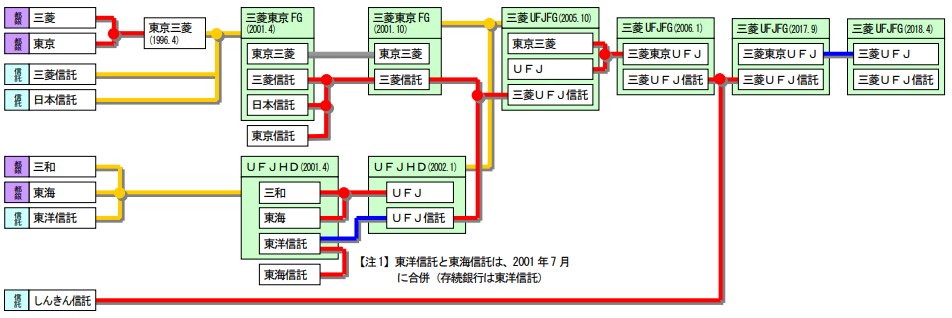 都銀 三菱
都銀 東京
信託 三菱信託
信託 日本信託
東京三菱
(1996.4)
三菱東京FG
(2001.4)
東京三菱
三菱信託
日本信託
東京信託
三菱東京FG
(2001.10)
東京三菱
三菱信託
三菱UFJFG(2005.10)
東京三菱
UFJ
三菱UFJ信託
三菱UFJFG(2006.1)
三菱東京UFJ
三菱UFJ信託
三菱UFJFG(2017.9)
三菱東京UFJ
三菱UFJ信託
三菱UFJFG(2018.4)
三菱UFJ
三菱UFJ信託
都銀 三和
都銀 東海
信託 東洋信託
UFJHD(2001.4)
三和
東海
東洋信託
東海信託
UFJHD(2002.1)
UFJ
UFJ信託
【注1】東洋信託と東海信託は、2001年7月
に合併(存続銀行は東洋信託)
信託 しんきん信託